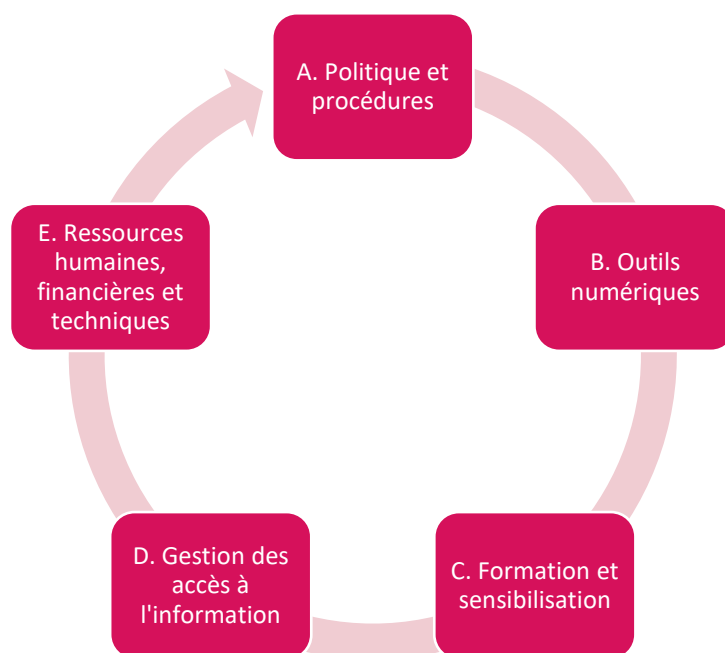 A. Politique et
procédures
B. Outils
numériques
C. Formation et
sensibilisation
D. Gestion des
accès à
l'information
E. Ressources
humaines,
financières et
techniques